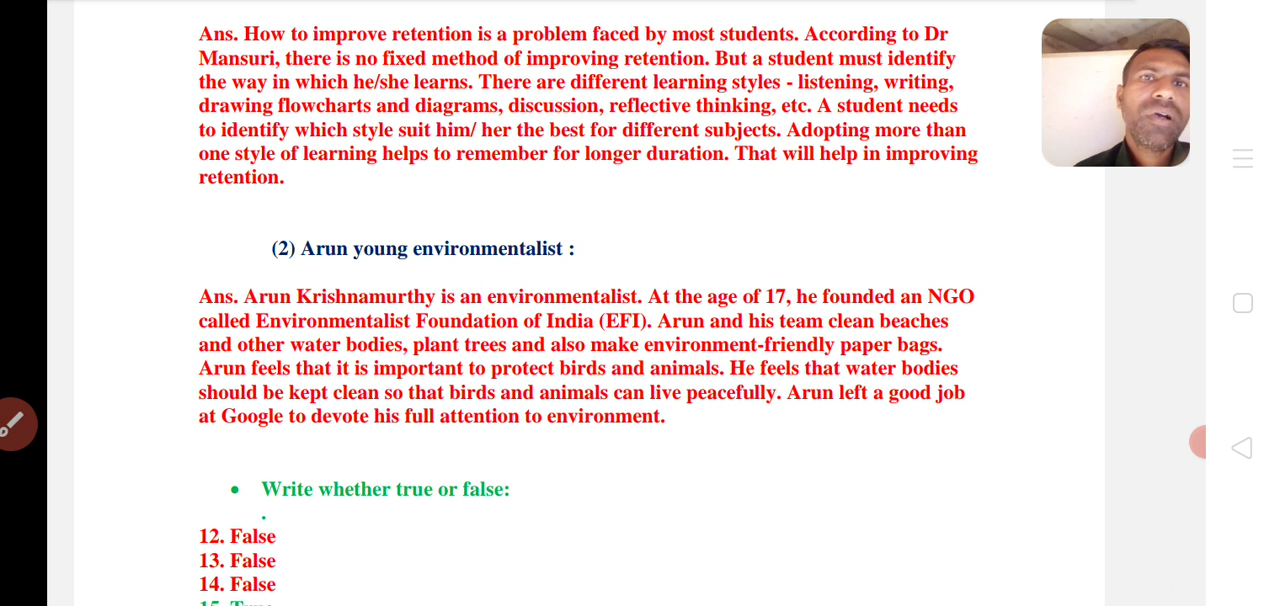 Ans. How to improve retention is a problem faced by most students. According to Dr
Mansuri, there is no fixed method of improving retention. But a student must identify
the way in which he/she learns. There are different learning styles - listening, writing,
drawing flowcharts and diagrams, discussion, reflective thinking, etc. A student needs
to identify which style suit him/ her the best for different subjects. Adopting more than
one style of learning helps to remember for longer duration. That will help in improving
retention.
(2) Arun young environmentalist :
Ans. Arun Krishnamurthy is an environmentalist. At the age of 17, he founded an NGO
called Environmentalist Foundation of India (EFI). Arun and his team clean beaches
and other water bodies, plant trees and also make environment-friendly paper bags.
Arun feels that it is important to protect birds and animals. He feels that water bodies
should be kept clean so that birds and animals can live peacefully. Arun left a good job
at Google to devote his full attention to environment.
• Write whether true or false:
12. False
13. False
14. False